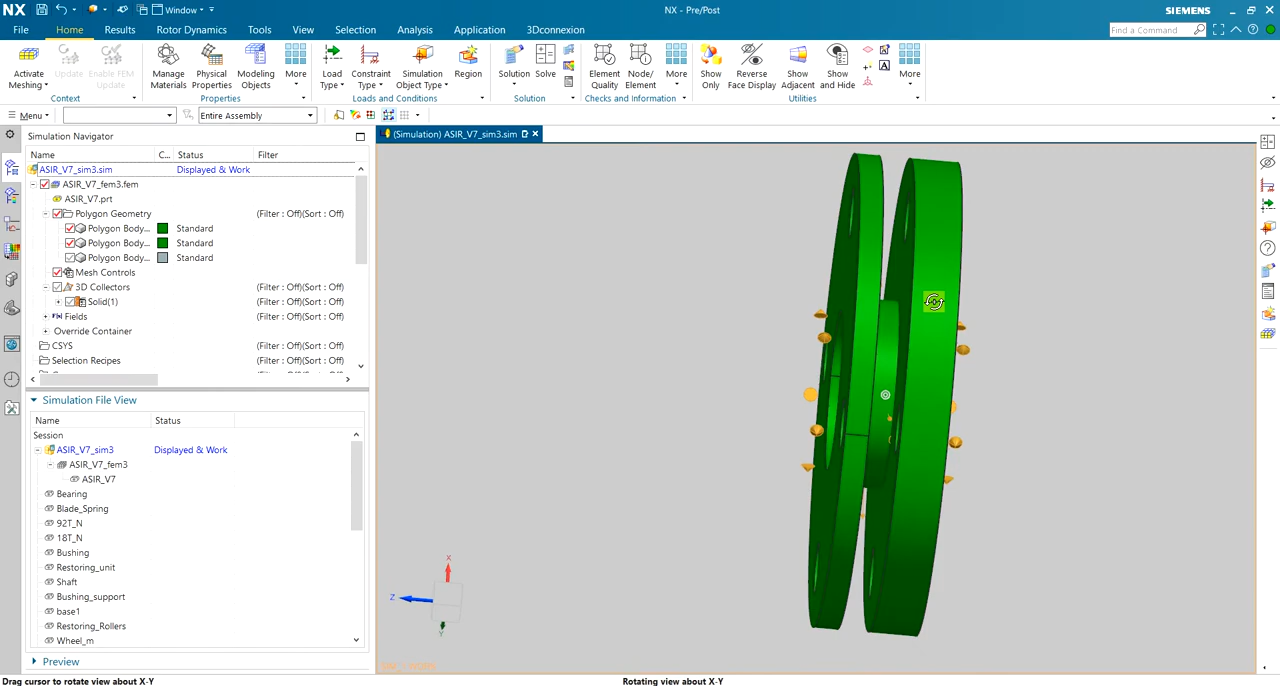 NX
Window
NX - Pre/Post
SIEMENS
File
Home
Results
Rotor Dynamics
Tools
View
Selection
Analysis
Application
3Dconnexion
Find a Command
Activate Meshing
Update
Enable FEM Update
Manage Materials
Physical Properties
Modeling Objects
More
Load Type
Constraint Type
Simulation Object Type
Region
Solution
Solve
Element Quality
Node/ Element
More
Show Only
Reverse Face Display
Show Adjacent
Show and Hide
More
Context
Properties
Loads and Conditions
Solution
Checks and Information
Utilities
Menu
Entire Assembly
Simulation Navigator
(Simulation) ASIR_V7_sim3.sim
Name C... Status Filter
ASIR_V7_sim3.sim Displayed & Work
ASIR_V7_fem3.fem
ASIR_V7.prt
Polygon Geometry (Filter : Off)(Sort : Off)
Polygon Body... Standard
Polygon Body... Standard
Polygon Body... Standard
Mesh Controls (Filter : Off)(Sort : Off)
3D Collectors (Filter : Off)(Sort : Off)
Solid(1) (Filter : Off)(Sort : Off)
Fields (Filter : Off)(Sort : Off)
Override Container (Filter : Off)(Sort : Off)
CSYS (Filter : Off)(Sort : Off)
Selection Recipes (Filter : Off)(Sort : Off)
Simulation File View
Name Status
Session
ASIR_V7_sim3 Displayed & Work
ASIR_V7_fem3
ASIR_V7
Bearing
Blade_Spring
92T_N
18T_N
Bushing
Restoring_unit
Shaft
Bushing_support
base1
Restoring_Rollers
Wheel_m
Preview
X
Z
Y
Drag cursor to rotate view about X-Y
Rotating view about X-Y